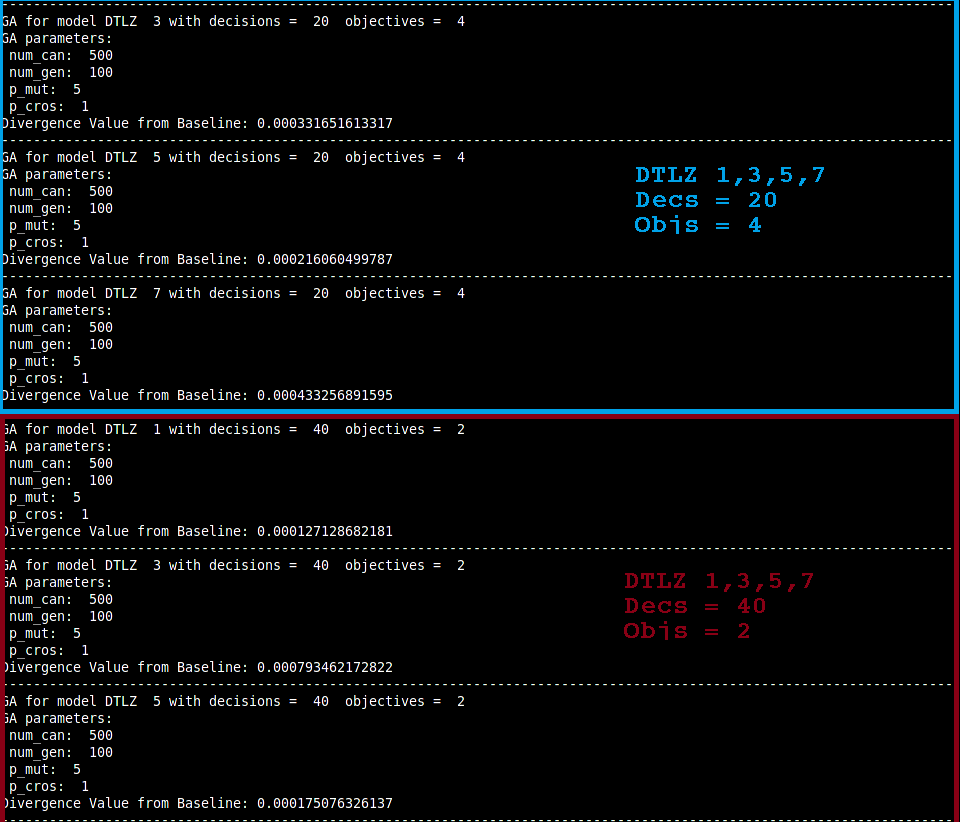 GA for model DTLZ  3 with decisions =  20  objectives =  4
GA parameters:
 num_can:  500
 num_gen:  100
 p_mut:  5
 p_cros:  1
Divergence Value from Baseline: 0.000331651613317
GA for model DTLZ  5 with decisions =  20  objectives =  4
GA parameters:
 num_can:  500
 num_gen:  100
 p_mut:  5
 p_cros:  1
Divergence Value from Baseline: 0.000216060499787
DTLZ 1,3,5,7
Decs = 20
Objs = 4
GA for model DTLZ  7 with decisions =  20  objectives =  4
GA parameters:
 num_can:  500
 num_gen:  100
 p_mut:  5
 p_cros:  1
Divergence Value from Baseline: 0.000433256891595
GA for model DTLZ  1 with decisions =  40  objectives =  2
GA parameters:
 num_can:  500
 num_gen:  100
 p_mut:  5
 p_cros:  1
Divergence Value from Baseline: 0.000127128682181
GA for model DTLZ  3 with decisions =  40  objectives =  2
GA parameters:
 num_can:  500
 num_gen:  100
 p_mut:  5
 p_cros:  1
Divergence Value from Baseline: 0.000793462172822
DTLZ 1,3,5,7
Decs = 40
Objs = 2
GA for model DTLZ  5 with decisions =  40  objectives =  2
GA parameters:
 num_can:  500
 num_gen:  100
 p_mut:  5
 p_cros:  1
Divergence Value from Baseline: 0.000175076326137